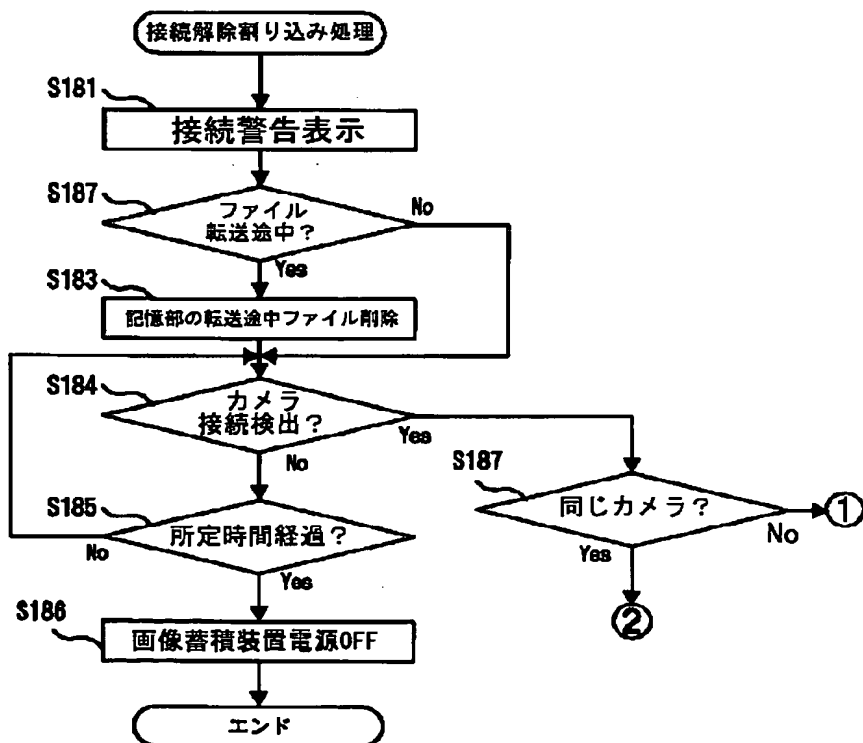 接続解除割り込み処理
S181
接続警告表示
S187
ファイル
転送途中?
No
Yes
S183
記憶部の転送途中ファイル削除
S184
カメラ
接続検出?
Yes
No
S187
同じカメラ?
No
①
Yes
②
S185
所定時間経過?
No
Yes
S186
画像蓄積装置電源OFF
エンド